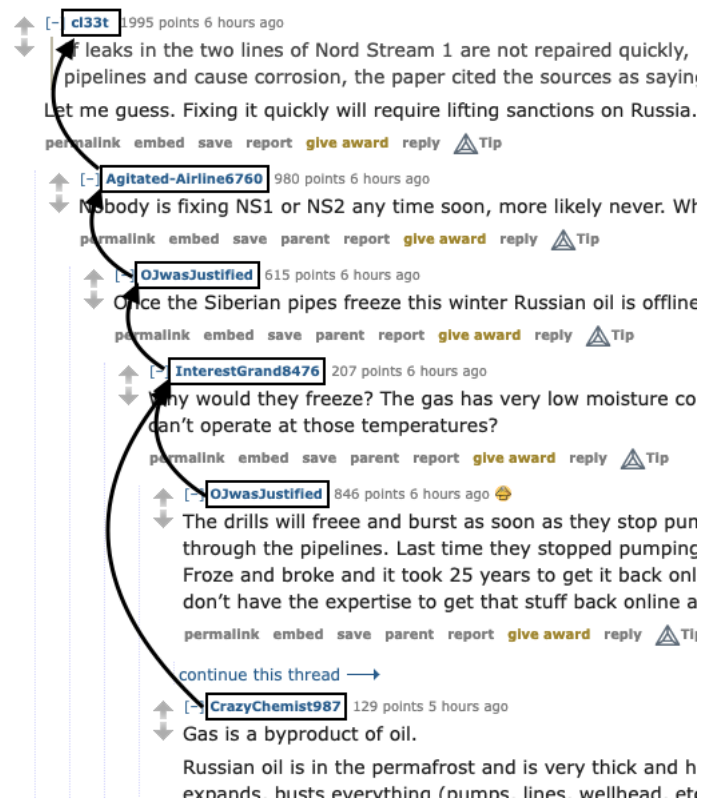 [–] cl33t 1995 points 6 hours ago
If leaks in the two lines of Nord Stream 1 are not repaired quickly,
pipelines and cause corrosion, the paper cited the sources as saying
Let me guess. Fixing it quickly will require lifting sanctions on Russia.
permalink embed save report give award reply Tip
[–] Agitated-Airline6760 980 points 6 hours ago
Nobody is fixing NS1 or NS2 any time soon, more likely never. Wh
permalink embed save parent report give award reply Tip
[–] OJwasJustified 615 points 6 hours ago
Once the Siberian pipes freeze this winter Russian oil is offline
permalink embed save parent report give award reply Tip
[–] InterestGrand8476 207 points 6 hours ago
Why would they freeze? The gas has very low moisture co
can't operate at those temperatures?
permalink embed save parent report give award reply Tip
[–] OJwasJustified 846 points 6 hours ago
The drills will freee and burst as soon as they stop pum
through the pipelines. Last time they stopped pumping
Froze and broke and it took 25 years to get it back onl
don't have the expertise to get that stuff back online a
permalink embed save parent report give award reply Ti
continue this thread
[–] CrazyChemist987 129 points 5 hours ago
Gas is a byproduct of oil.
Russian oil is in the permafrost and is very thick and h
expands, busts everything (pumps, lines, wellhead, etc